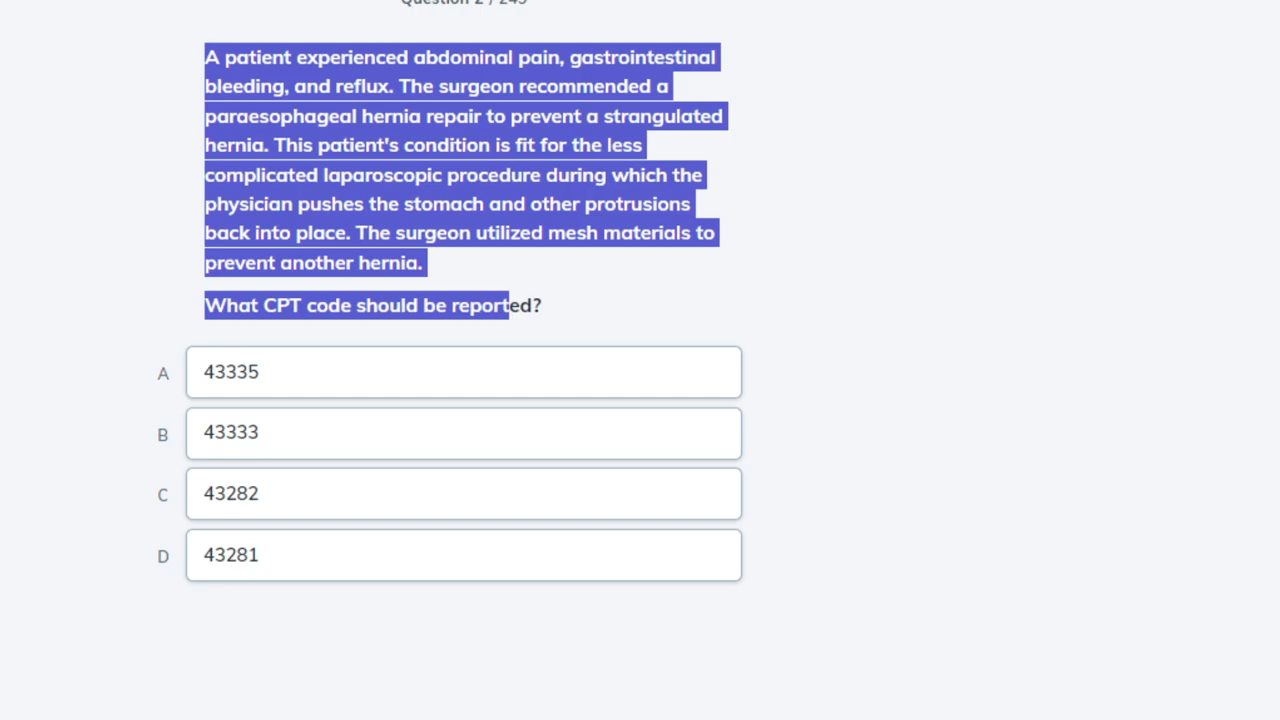 Question 2 / 245
A patient experienced abdominal pain, gastrointestinal
bleeding, and reflux. The surgeon recommended a
paraesophageal hernia repair to prevent a strangulated
hernia. This patient's condition is fit for the less
complicated laparoscopic procedure during which the
physician pushes the stomach and other protrusions
back into place. The surgeon utilized mesh materials to
prevent another hernia.
What CPT code should be reported?
A 43335
B 43333
C 43282
D 43281